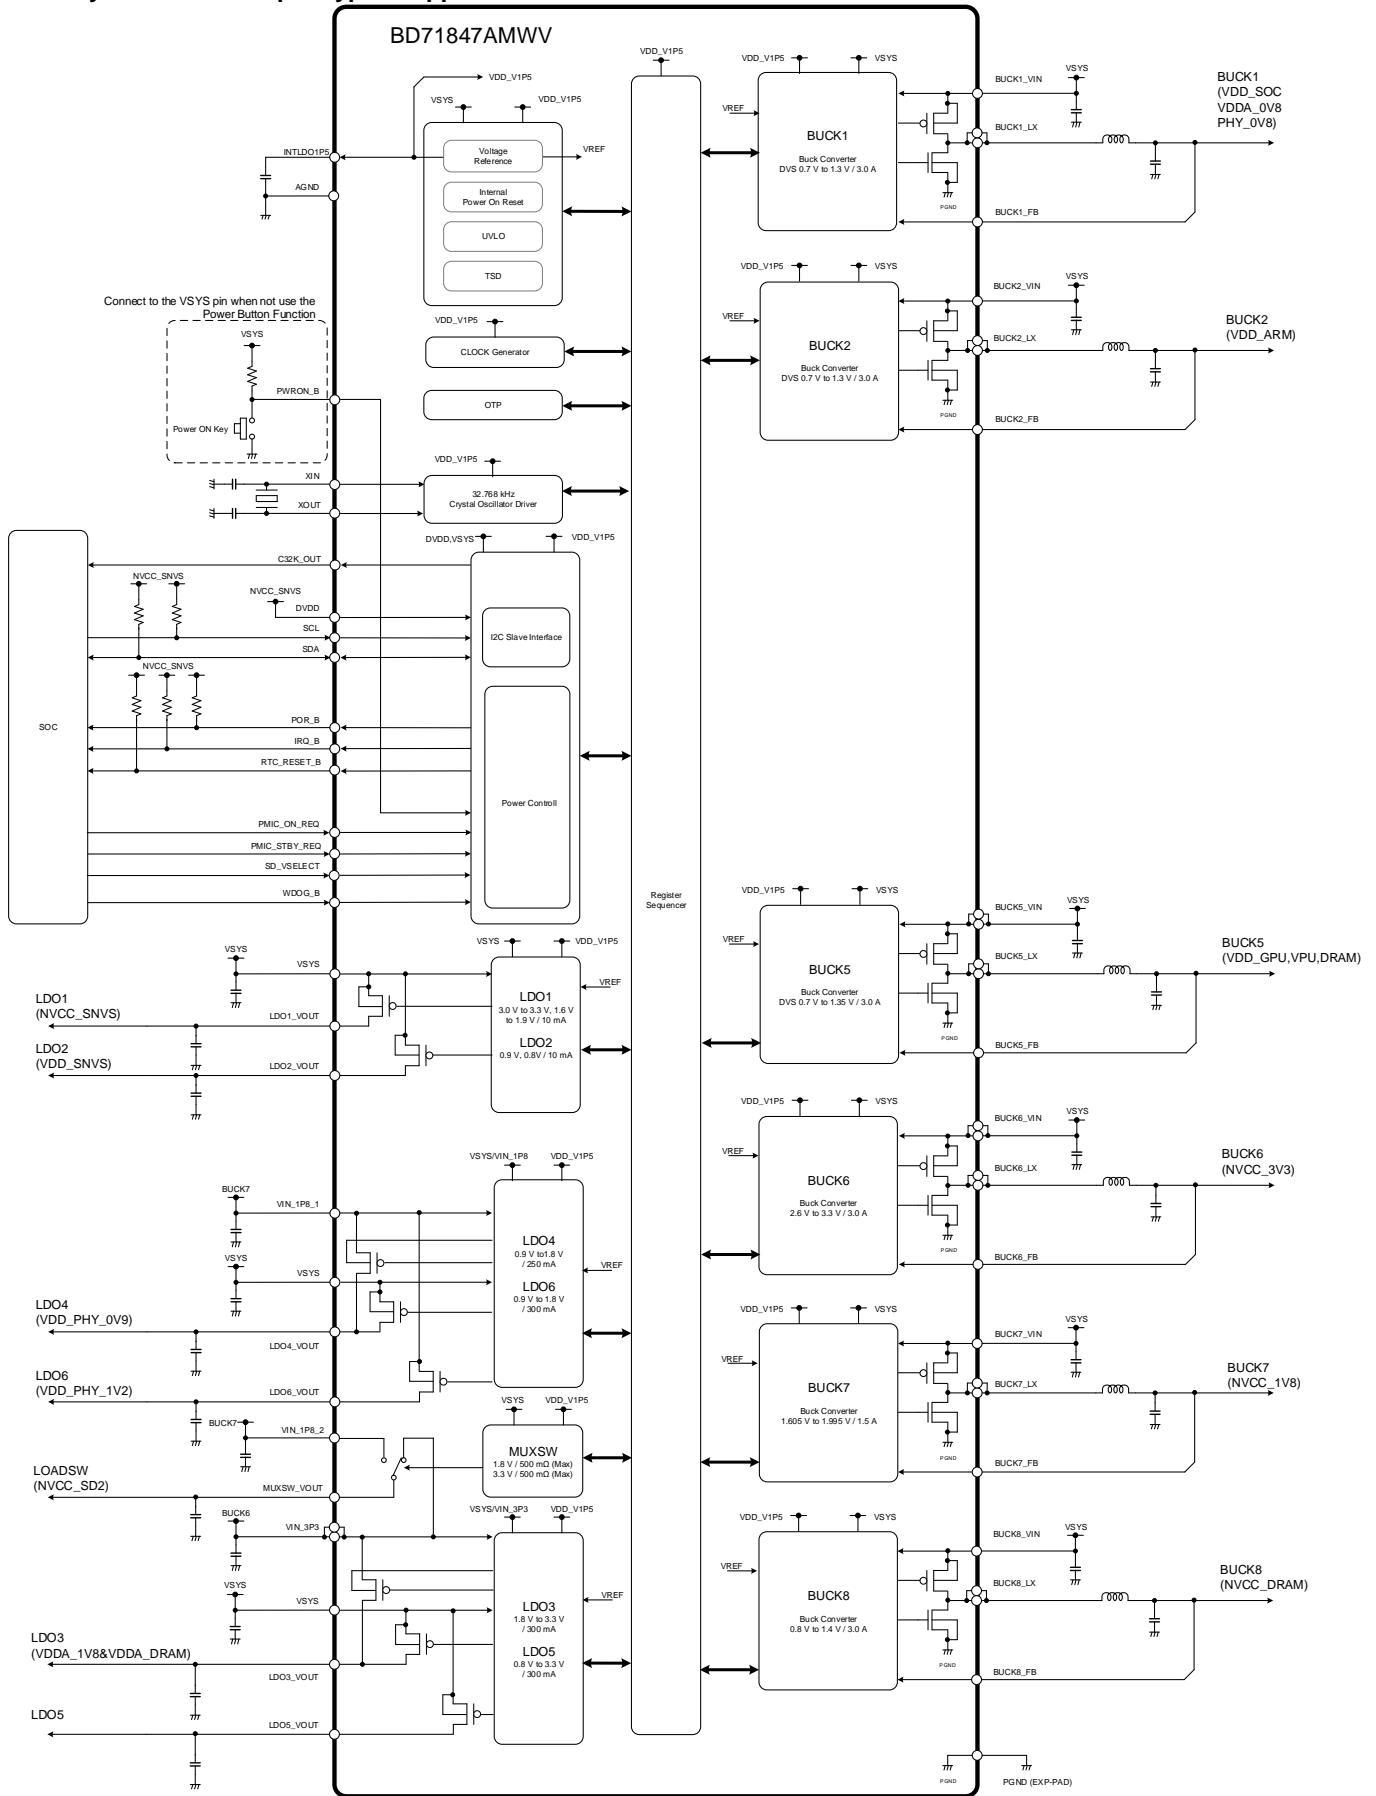 BD71847AMWV
VDD_V1P5
VSYS
VDD_V1P5
INTLDO1P5
AGND
Voltage
Reference
VREF
Internal
Power On Reset
UVLO
TSD
Connect to the VSYS pin when not use the
Power Button Function
VSYS
PWRON_B
Power ON Key
VDD_V1P5
CLOCK Generator
OTP
VDD_V1P5
XIN
XOUT
32.768 kHz
Crystal Oscillator Driver
DVDD,VSYS
VDD_V1P5
C32K_OUT
NVCC_SNVS
NVCC_SNVS
DVDD
SCL
SDA
I2C Slave Interface
NVCC_SNVS
SOC
POR_B
IRQ_B
RTC_RESET_B
Power Controll
PMIC_ON_REQ
PMIC_STBY_REQ
SD_VSELECT
WDOG_B
VSYS
VDD_V1P5
VSYS
VSYS
VREF
LDO1
3.0 V to 3.3 V, 1.6 V
to 1.9 V / 10 mA
LDO2
0.9 V, 0.8V / 10 mA
LDO1
(NVCC_SNVS)
LDO1_VOUT
LDO2
(VDD_SNVS)
LDO2_VOUT
VSYS/VIN_1P8
VDD_V1P5
BUCK7
VIN_1P8_1
VSYS
VSYS
LDO4
0.9 V to1.8 V
/ 250 mA
LDO6
0.9 V to 1.8 V
/ 300 mA
VREF
LDO4
(VDD_PHY_0V9)
LDO4_VOUT
LDO6
(VDD_PHY_1V2)
LDO6_VOUT
VSYS
VDD_V1P5
BUCK7
VIN_1P8_2
MUXSW
1.8 V / 500 mΩ (Max)
3.3 V / 500 mΩ (Max)
LOADSW
(NVCC_SD2)
MUXSW_VOUT
VSYS/VIN_3P3
VDD_V1P5
BUCK6
VIN_3P3
VSYS
VSYS
LDO3
1.8 V to 3.3 V
/ 300 mA
LDO5
0.8 V to 3.3 V
/ 300 mA
VREF
LDO3
(VDDA_1V8&VDDA_DRAM)
LDO3_VOUT
LDO5
LDO5_VOUT
VDD_V1P5
Register
Sequencer
VDD_V1P5
VSYS
VREF
BUCK1
Buck Converter
DVS 0.7 V to 1.3 V / 3.0 A
BUCK1_VIN
VSYS
BUCK1_LX
PGND
BUCK1_FB
BUCK1
(VDD_SOC
VDDA_0V8
PHY_0V8)
VDD_V1P5
VSYS
VREF
BUCK2
Buck Converter
DVS 0.7 V to 1.3 V / 3.0 A
BUCK2_VIN
VSYS
BUCK2_LX
PGND
BUCK2_FB
BUCK2
(VDD_ARM)
VDD_V1P5
VSYS
VREF
BUCK5
Buck Converter
DVS 0.7 V to 1.35 V / 3.0 A
BUCK5_VIN
VSYS
BUCK5_LX
PGND
BUCK5_FB
BUCK5
(VDD_GPU,VPU,DRAM)
VDD_V1P5
VSYS
VREF
BUCK6
Buck Converter
2.6 V to 3.3 V / 3.0 A
BUCK6_VIN
VSYS
BUCK6_LX
PGND
BUCK6_FB
BUCK6
(NVCC_3V3)
VDD_V1P5
VSYS
VREF
BUCK7
Buck Converter
1.605 V to 1.995 V / 1.5 A
BUCK7_VIN
VSYS
BUCK7_LX
PGND
BUCK7_FB
BUCK7
(NVCC_1V8)
VDD_V1P5
VSYS
VREF
BUCK8
Buck Converter
0.8 V to 1.4 V / 3.0 A
BUCK8_VIN
VSYS
BUCK8_LX
PGND
BUCK8_FB
BUCK8
(NVCC_DRAM)
PGND
PGND (EXP-PAD)